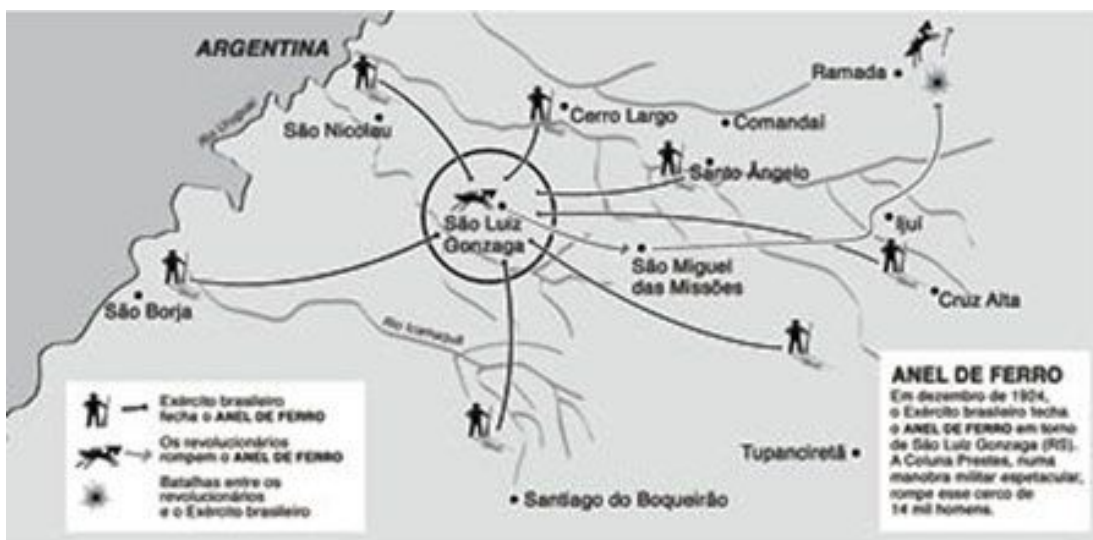 ARGENTINA
Rio Uruguai
Ramada
São Nicolau
Cerro Largo
Comandaí
Santo Ângelo
São Luiz
Gonzaga
Ijuí
São Miguel
das Missões
Cruz Alta
São Borja
Rio Icamaquã
Tupanciretã
Santiago do Boqueirão
Exército brasileiro
fecha o ANEL DE FERRO
Os revolucionários
rompem o ANEL DE FERRO
Batalhas entre os
revolucionários
e o Exército brasileiro
ANEL DE FERRO
Em dezembro de 1924,
o Exército brasileiro fecha
o ANEL DE FERRO em torno
de São Luiz Gonzaga (RS).
A Coluna Prestes, numa
manobra militar espetacular,
rompe esse cerco de
14 mil homens.